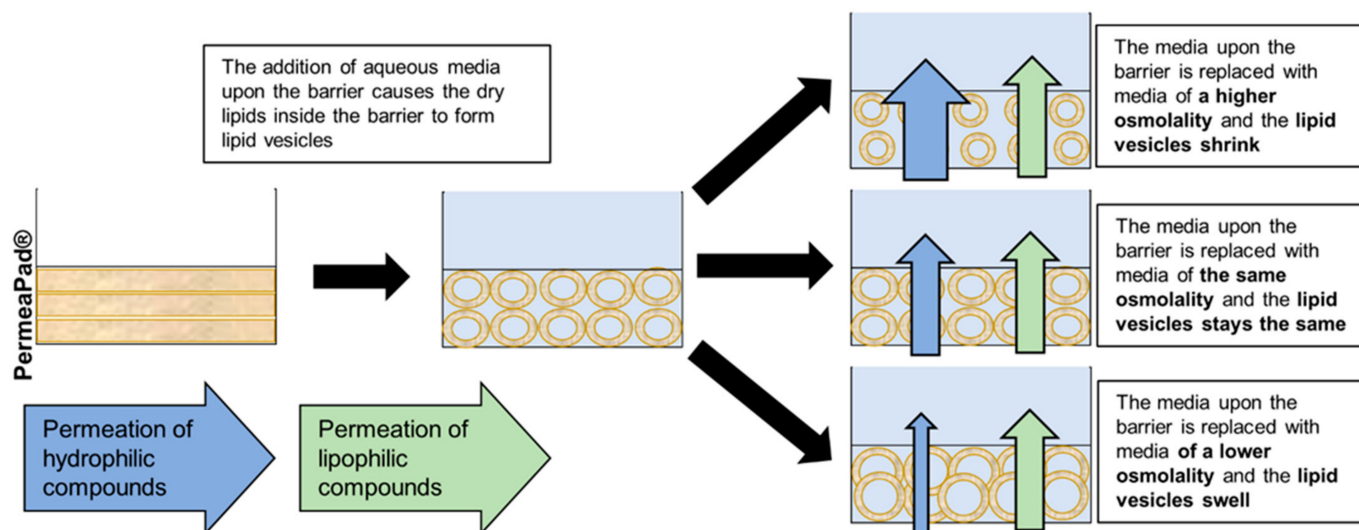 The addition of aqueous media
upon the barrier causes the dry
lipids inside the barrier to form
lipid vesicles
PermeaPad®
Permeation of
hydrophilic
compounds
Permeation of
lipophilic
compounds
The media upon the
barrier is replaced with
media of a higher
osmolality and the lipid
vesicles shrink
The media upon the
barrier is replaced with
media of the same
osmolality and the lipid
vesicles stays the same
The media upon the
barrier is replaced with
media of a lower
osmolality and the lipid
vesicles swell